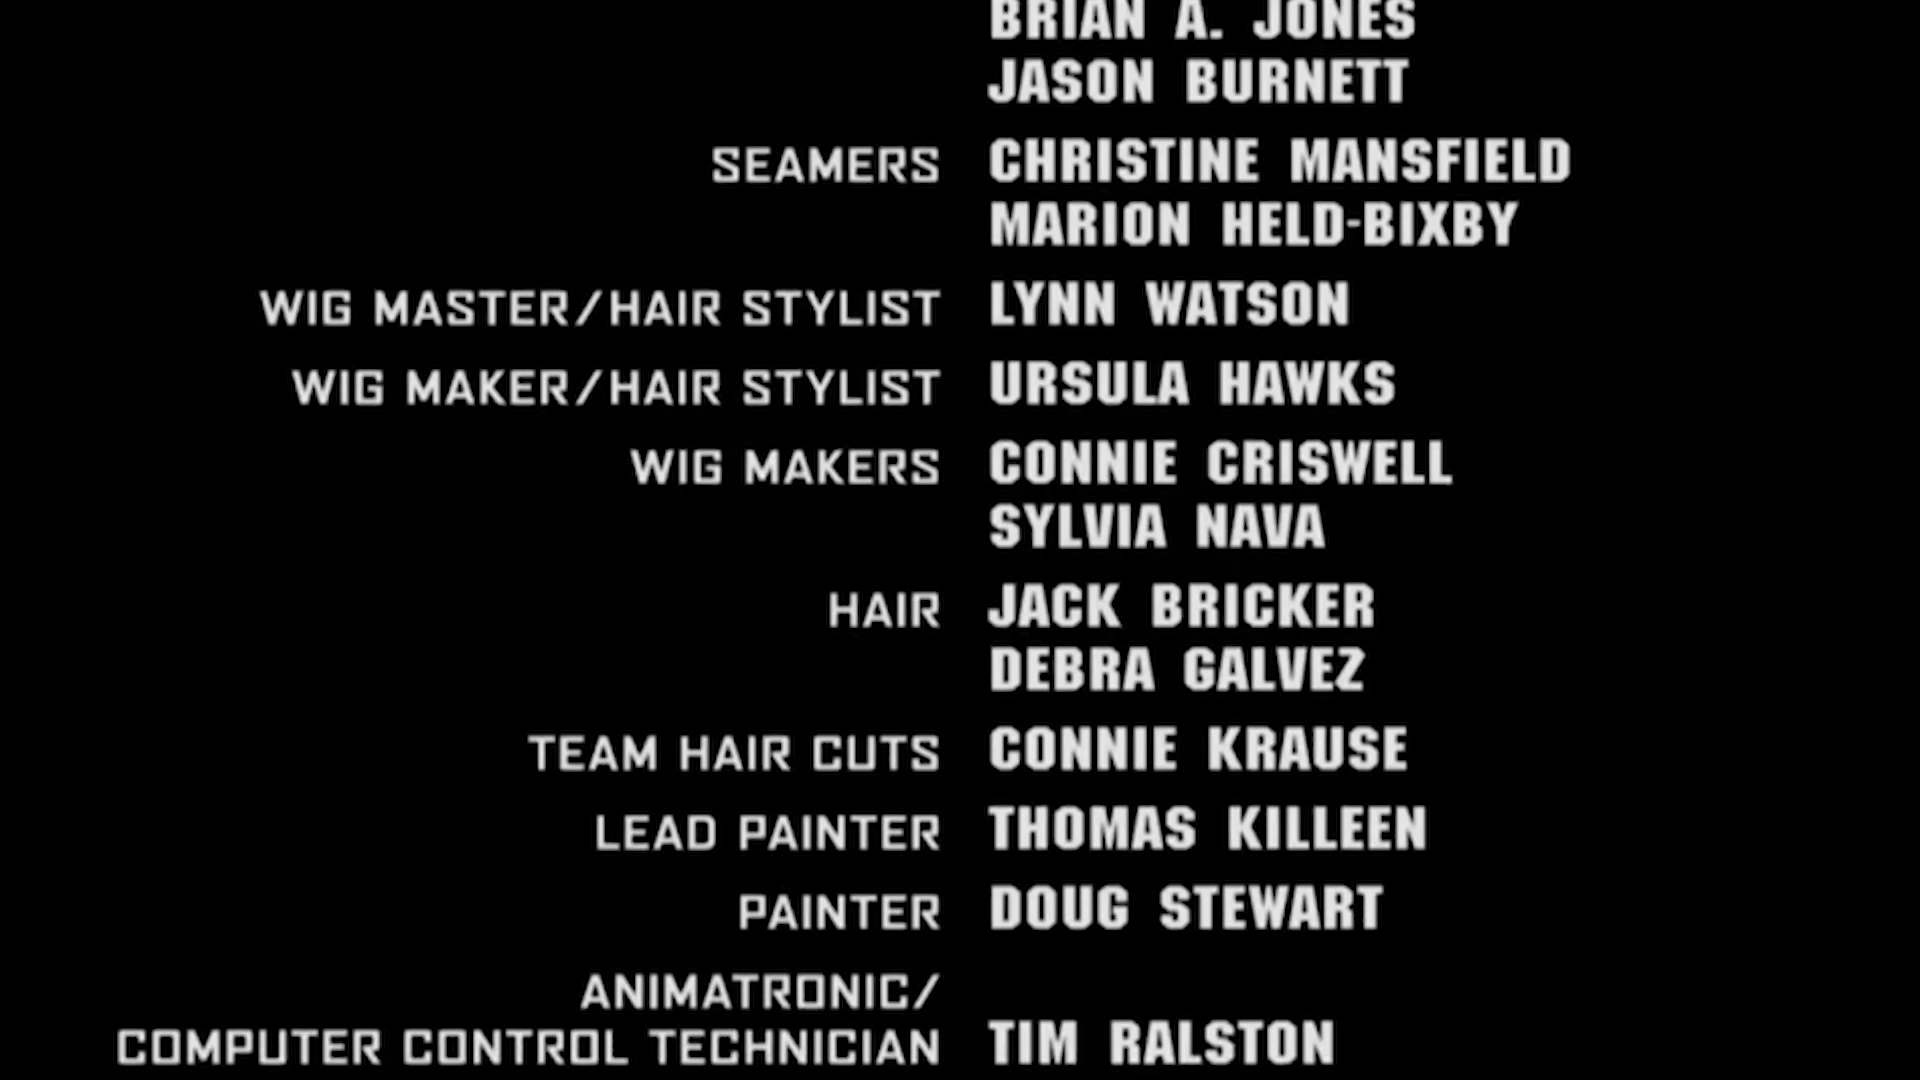 BRIAN A. JONES
JASON BURNETT
SEAMERS CHRISTINE MANSFIELD
MARION HELD-BIXBY
WIG MASTER/HAIR STYLIST LYNN WATSON
WIG MAKER/HAIR STYLIST URSULA HAWKS
WIG MAKERS CONNIE CRISWELL
SYLVIA NAVA
HAIR JACK BRICKER
DEBRA GALVEZ
TEAM HAIR CUTS CONNIE KRAUSE
LEAD PAINTER THOMAS KILLEEN
PAINTER DOUG STEWART
ANIMATRONIC/
COMPUTER CONTROL TECHNICIAN TIM RALSTON